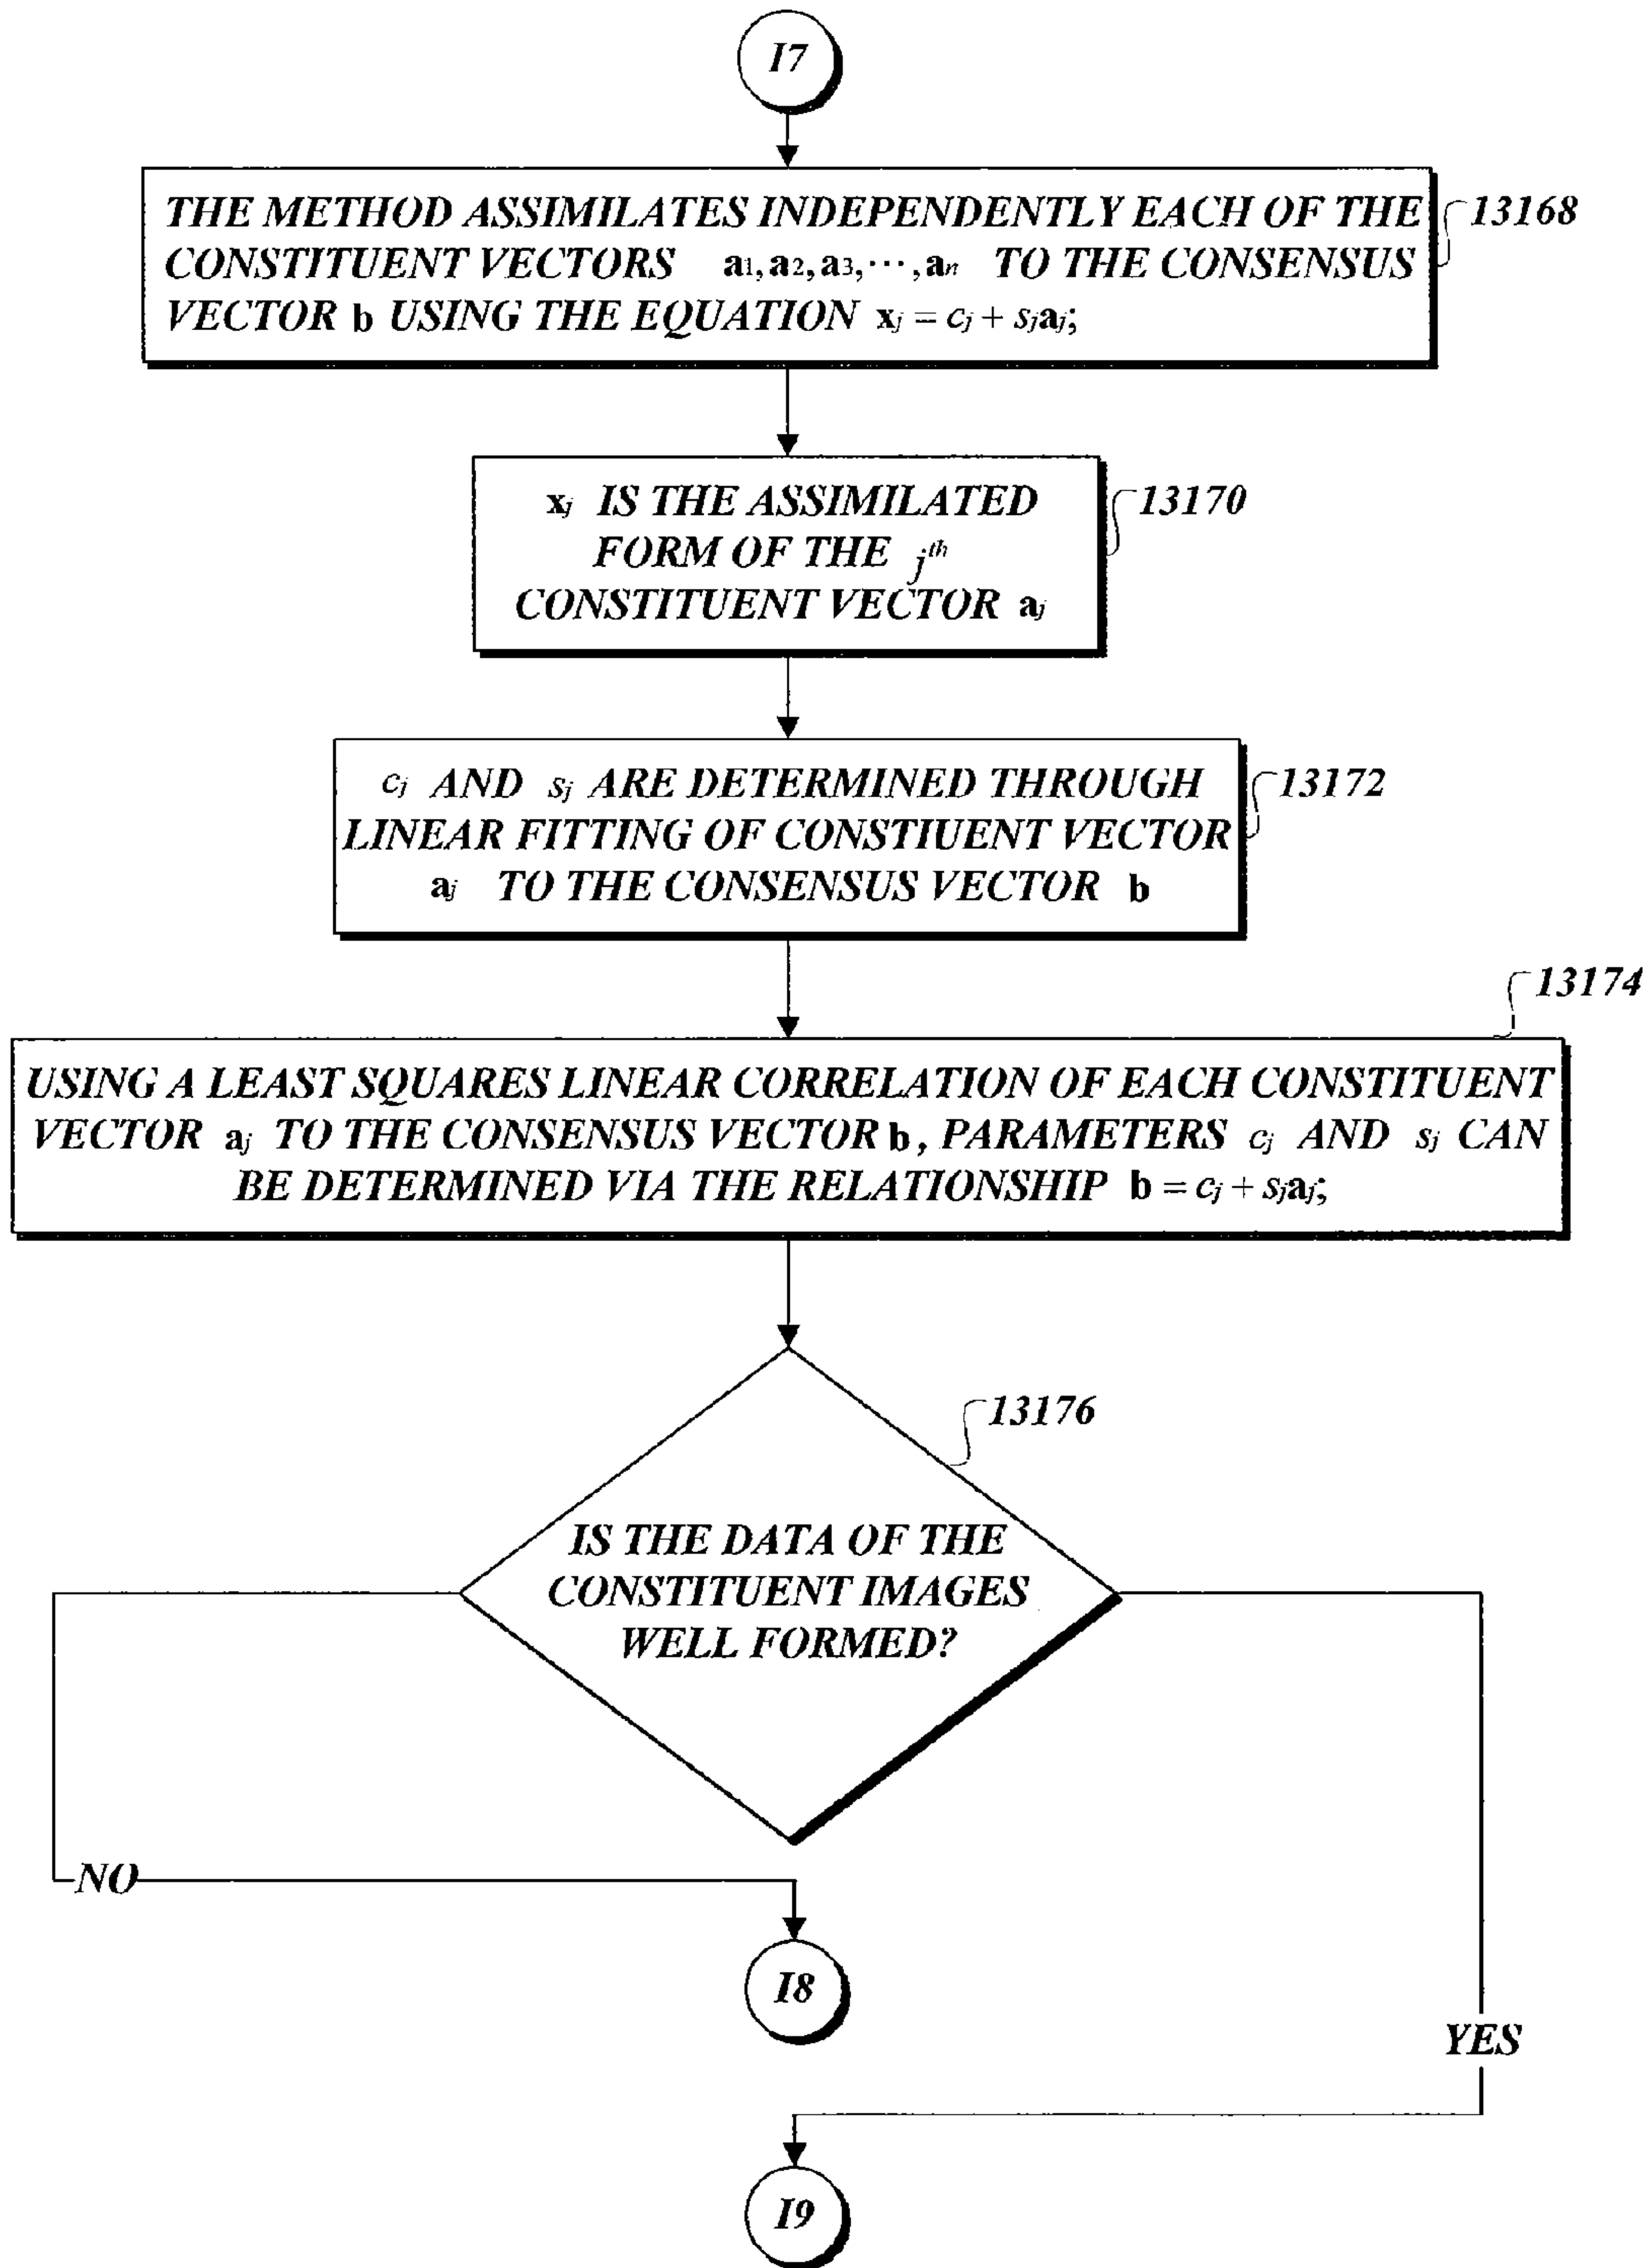 I7
THE METHOD ASSIMILATES INDEPENDENTLY EACH OF THE
CONSTITUENT VECTORS a1, a2, a3, ⋯, an TO THE CONSENSUS
VECTOR b USING THE EQUATION xj = cj + sjaj;
13168
xj IS THE ASSIMILATED
FORM OF THE jth
CONSTITUENT VECTOR aj
13170
cj AND sj ARE DETERMINED THROUGH
LINEAR FITTING OF CONSTIUENT VECTOR
aj TO THE CONSENSUS VECTOR b
13172
13174
USING A LEAST SQUARES LINEAR CORRELATION OF EACH CONSTITUENT
VECTOR aj TO THE CONSENSUS VECTOR b, PARAMETERS cj AND sj CAN
BE DETERMINED VIA THE RELATIONSHIP b = cj + sjaj;
13176
IS THE DATA OF THE
CONSTITUENT IMAGES
WELL FORMED?
NO
I8
YES
I9